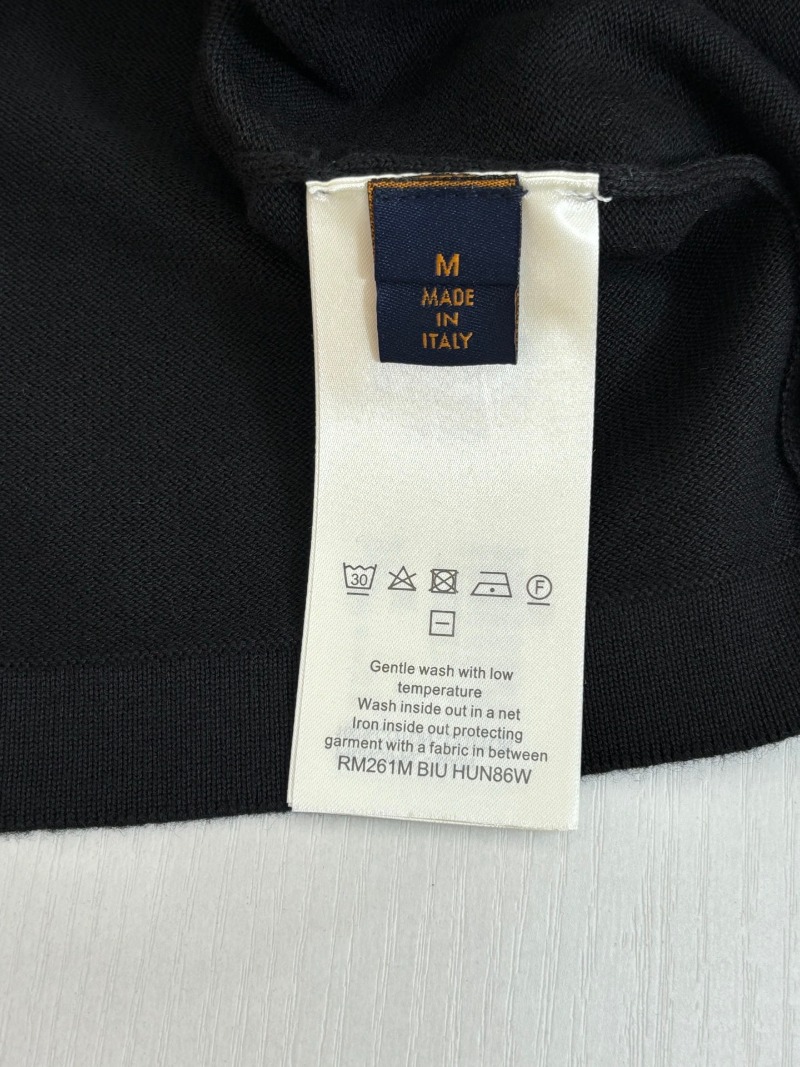 M
MADE
IN
ITALY
30
F
Gentle wash with low
temperature
Wash inside out in a net
Iron inside out protecting
garment with a fabric in between
RM261M BIU HUN86W